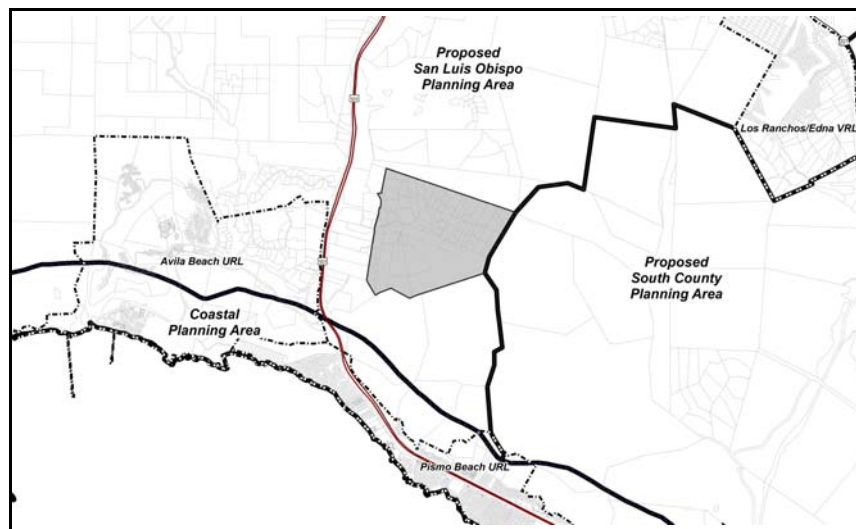 Proposed
San Luis Obispo
Planning Area
Los Ranchos/Edna VRL
Avila Beach URL
Proposed
South County
Planning Area
Coastal
Planning Area
Pismo Beach URL